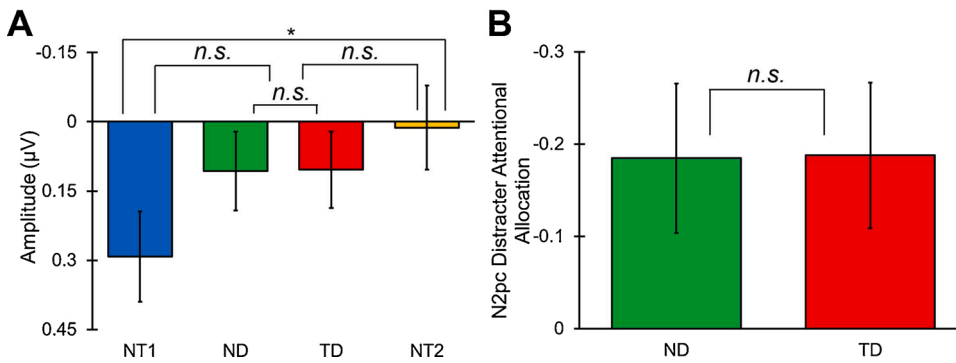 A
B
*
n.s.
n.s.
n.s.
-0.15
0
0.15
0.3
0.45
Amplitude (µV)
NT1 ND TD NT2
n.s.
-0.3
-0.2
-0.1
0
N2pc Distracter Attentional
Allocation
ND TD